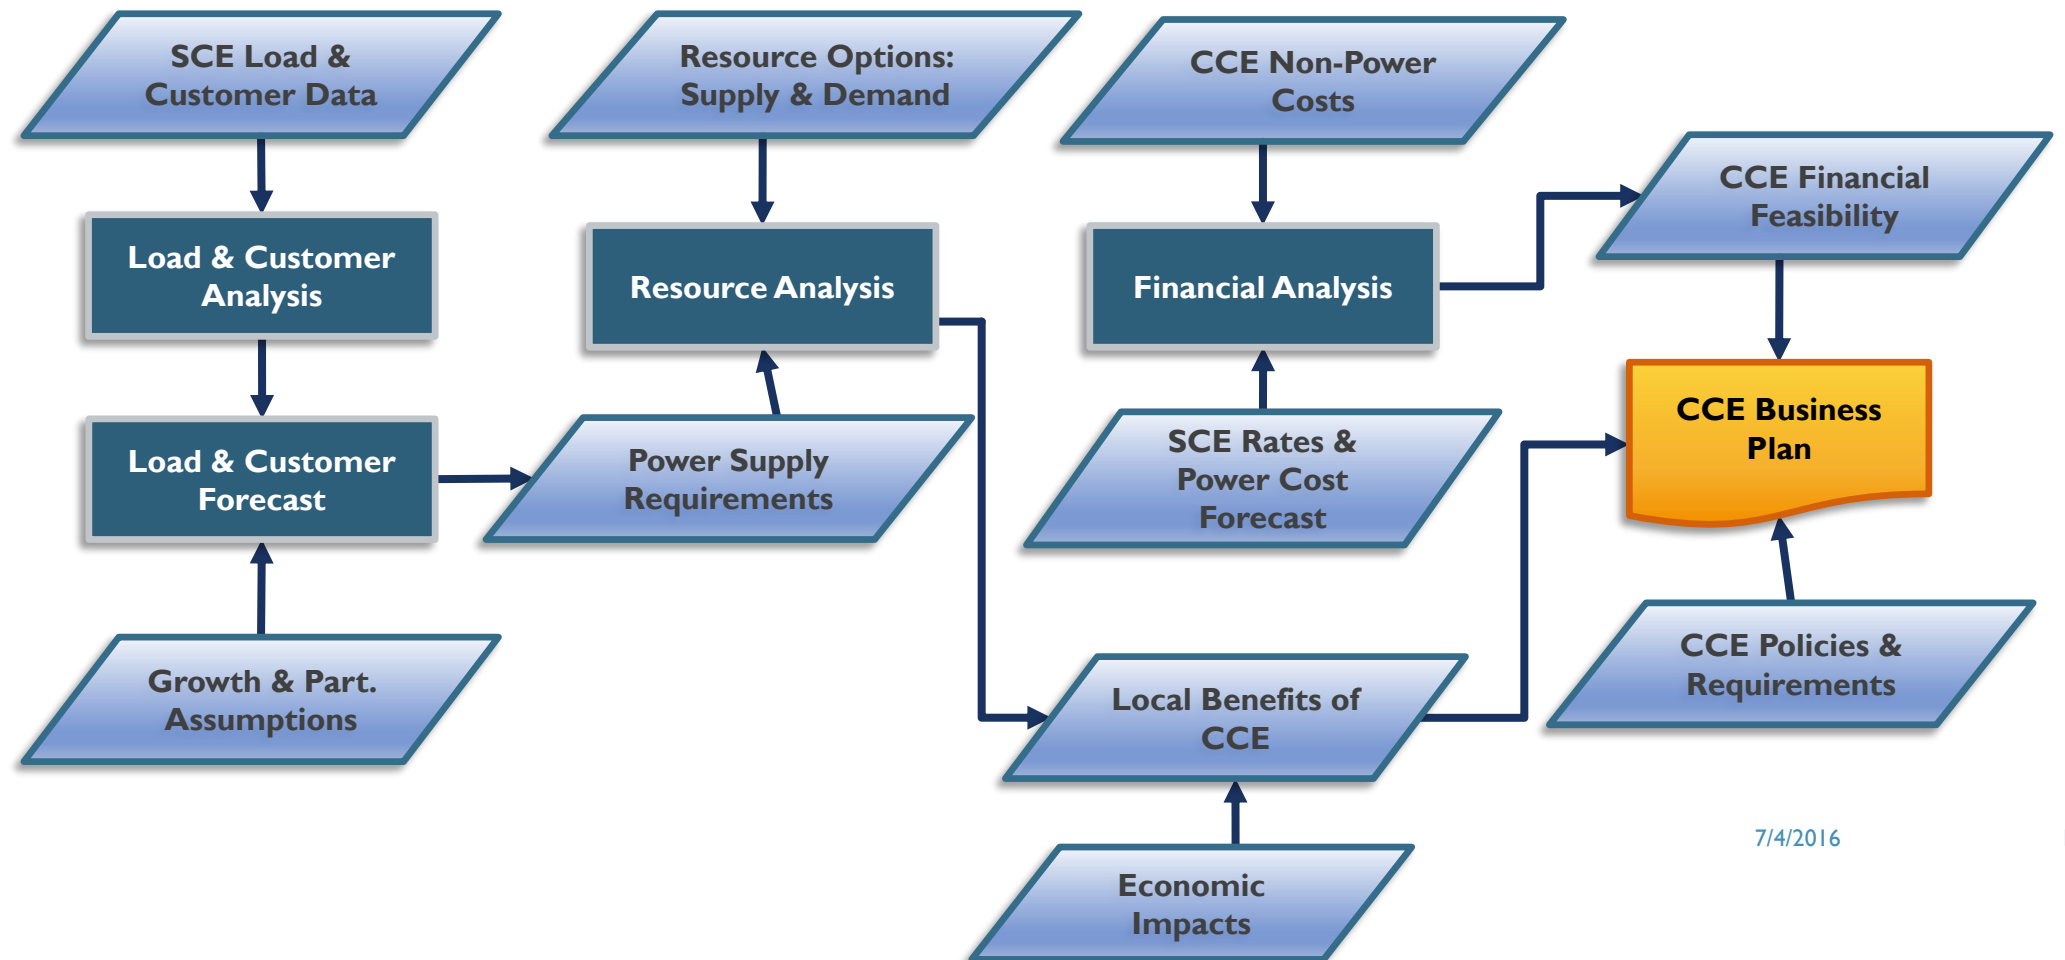 SCE Load &
Customer Data
Resource Options:
Supply & Demand
CCE Non-Power
Costs
CCE Financial
Feasibility
Load & Customer
Analysis
Resource Analysis
Financial Analysis
CCE Business
Plan
Load & Customer
Forecast
Power Supply
Requirements
SCE Rates &
Power Cost
Forecast
Growth & Part.
Assumptions
Local Benefits of
CCE
CCE Policies &
Requirements
Economic
Impacts
7/4/2016